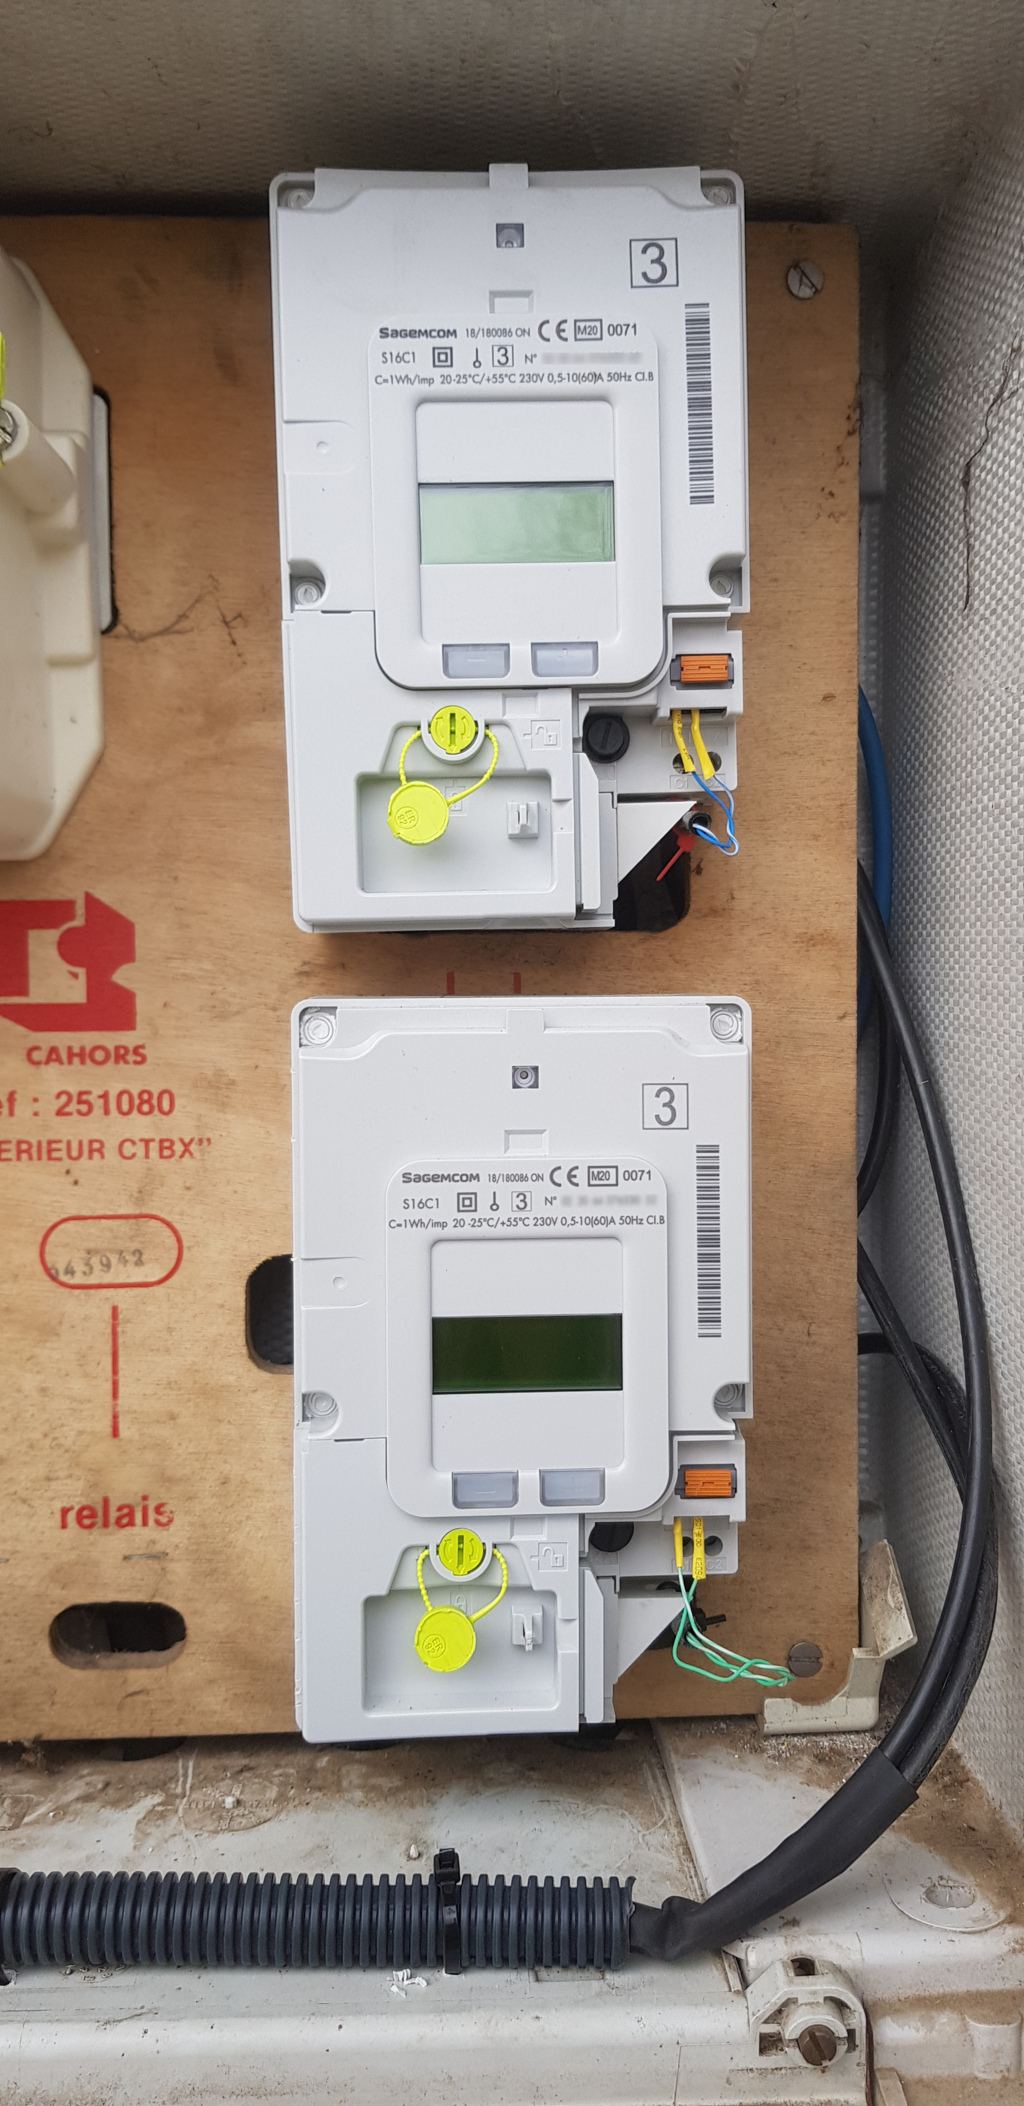 3
Sagemcom 18/180086 ON CE M20 0071
S16C1 3 N°
C=1Wh/imp 20-25°C/+55°C 230V 0,5-10(60)A 50Hz Cl.B
CAHORS
ef : 251080
ERIEUR CTBX”
3
Sagemcom 18/180086 ON CE M20 0071
S16C1 3 N°
C=1Wh/imp 20-25°C/+55°C 230V 0,5-10(60)A 50Hz Cl.B
43942
relais